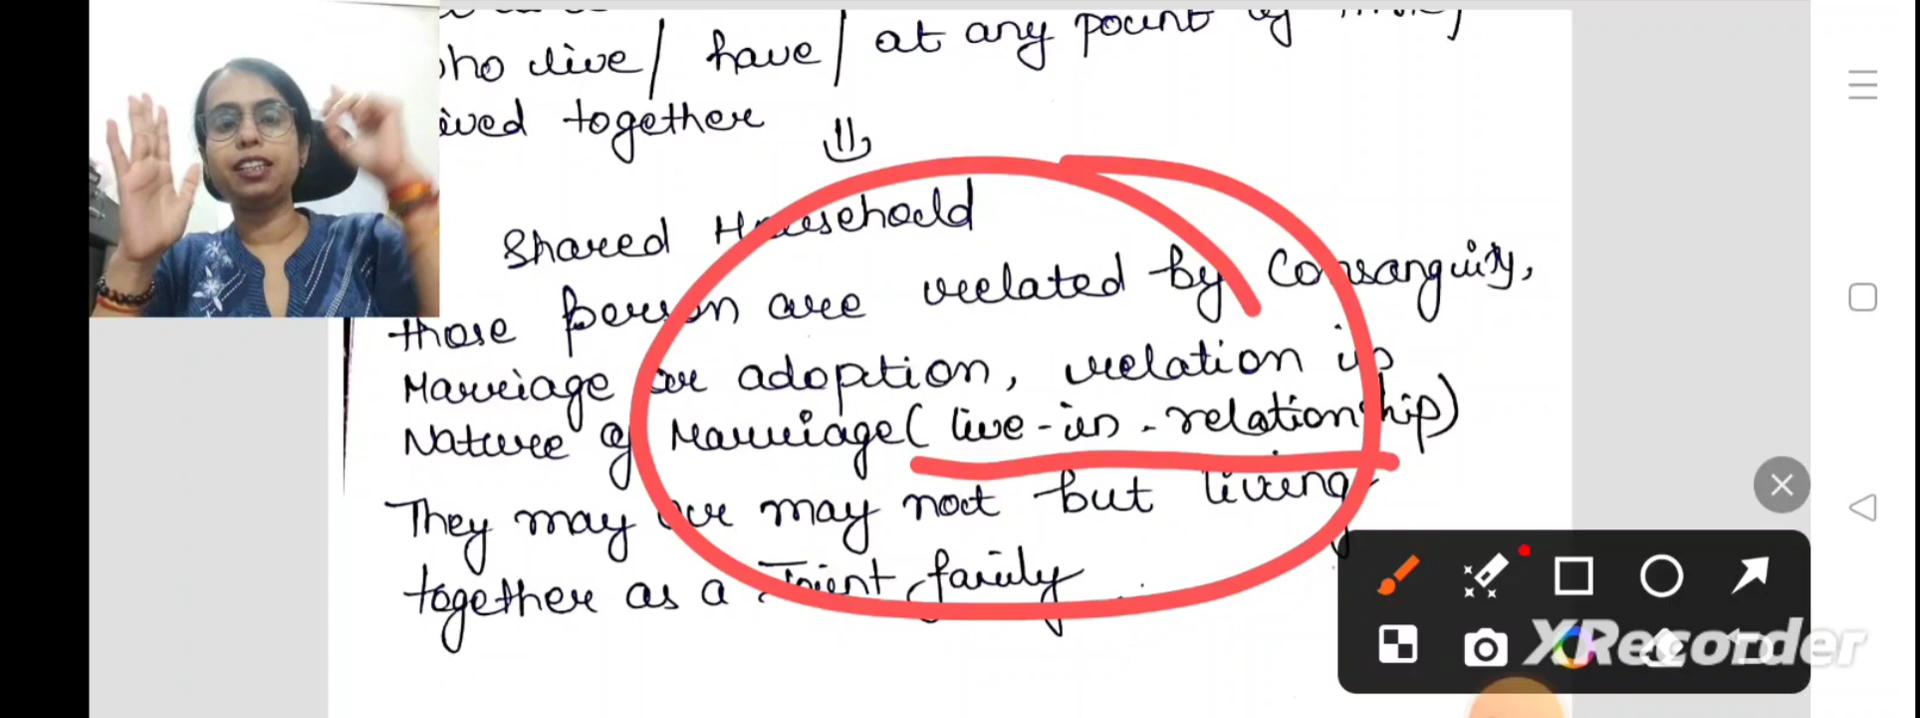 who live/ have/ at any point of time,
lived together
Shared Household
those person are related by Consanguity,
Marriage or adoption, relation is
Nature of Marriage (live-in-relationship)
They may or may not but living
together as a Joint family
XRecorder